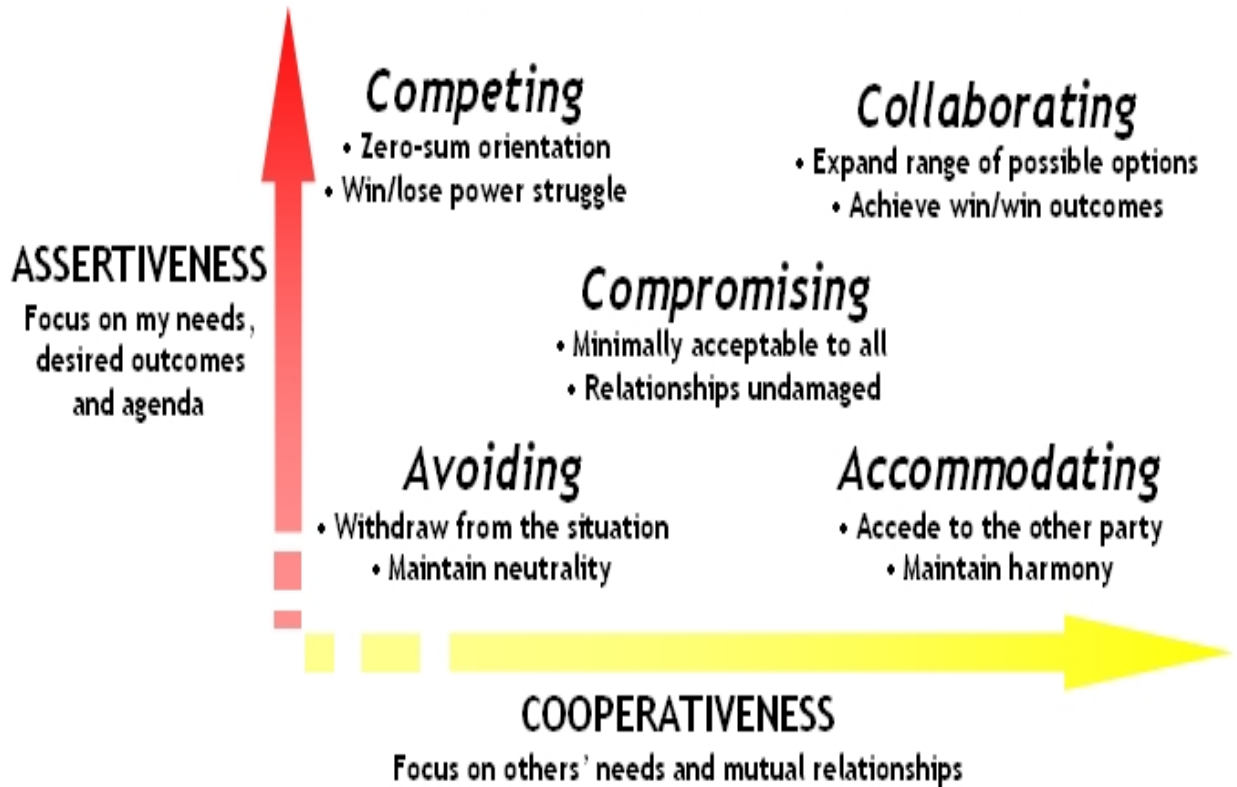 Competing
• Zero-sum orientation
• Win/lose power struggle
Collaborating
• Expand range of possible options
• Achieve win/win outcomes
ASSERTIVENESS
Focus on my needs,
desired outcomes
and agenda
Compromising
• Minimally acceptable to all
• Relationships undamaged
Avoiding
• Withdraw from the situation
• Maintain neutrality
Accommodating
• Accede to the other party
• Maintain harmony
COOPERATIVENESS
Focus on others' needs and mutual relationships